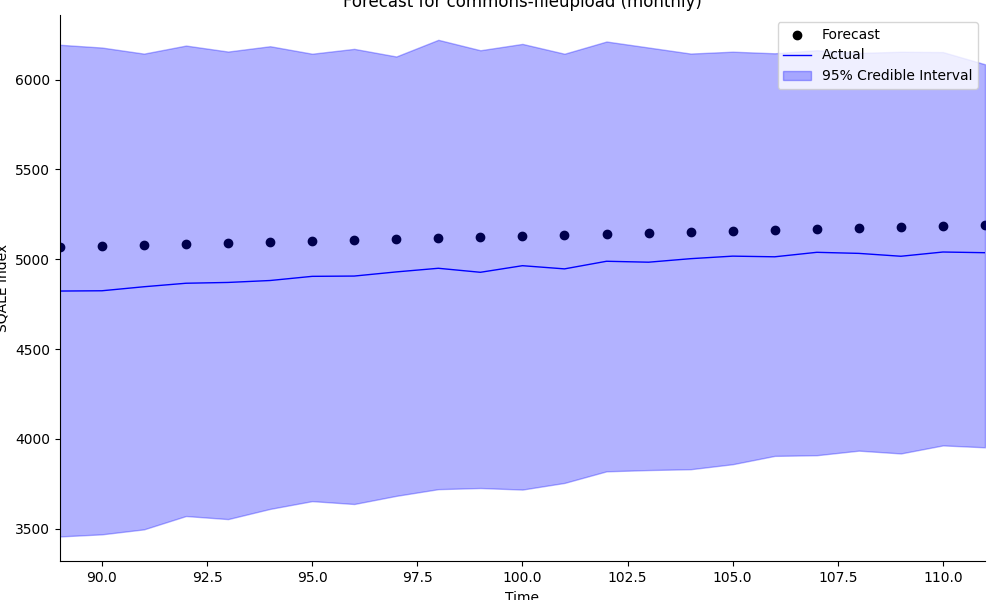 Forecast for commons-fileupload (monthly)
Forecast
Actual
95% Credible Interval
6000
5500
5000
4500
4000
3500
SQALE Index
90.0 92.5 95.0 97.5 100.0 102.5 105.0 107.5 110.0
Time